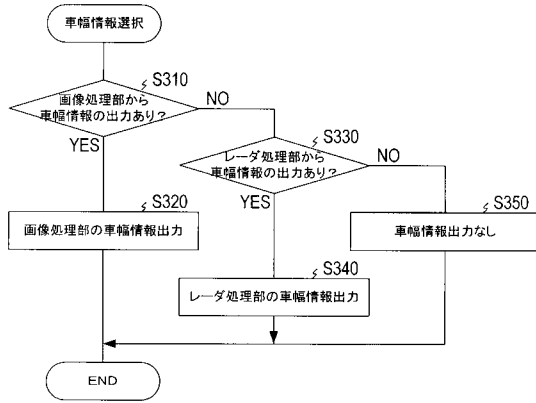 車幅情報選択
S310
画像処理部から
車幅情報の出力あり?
NO
YES
S330
レーダ処理部から
車幅情報の出力あり?
NO
YES
S320
画像処理部の車幅情報出力
S350
車幅情報出力なし
S340
レーダ処理部の車幅情報出力
END